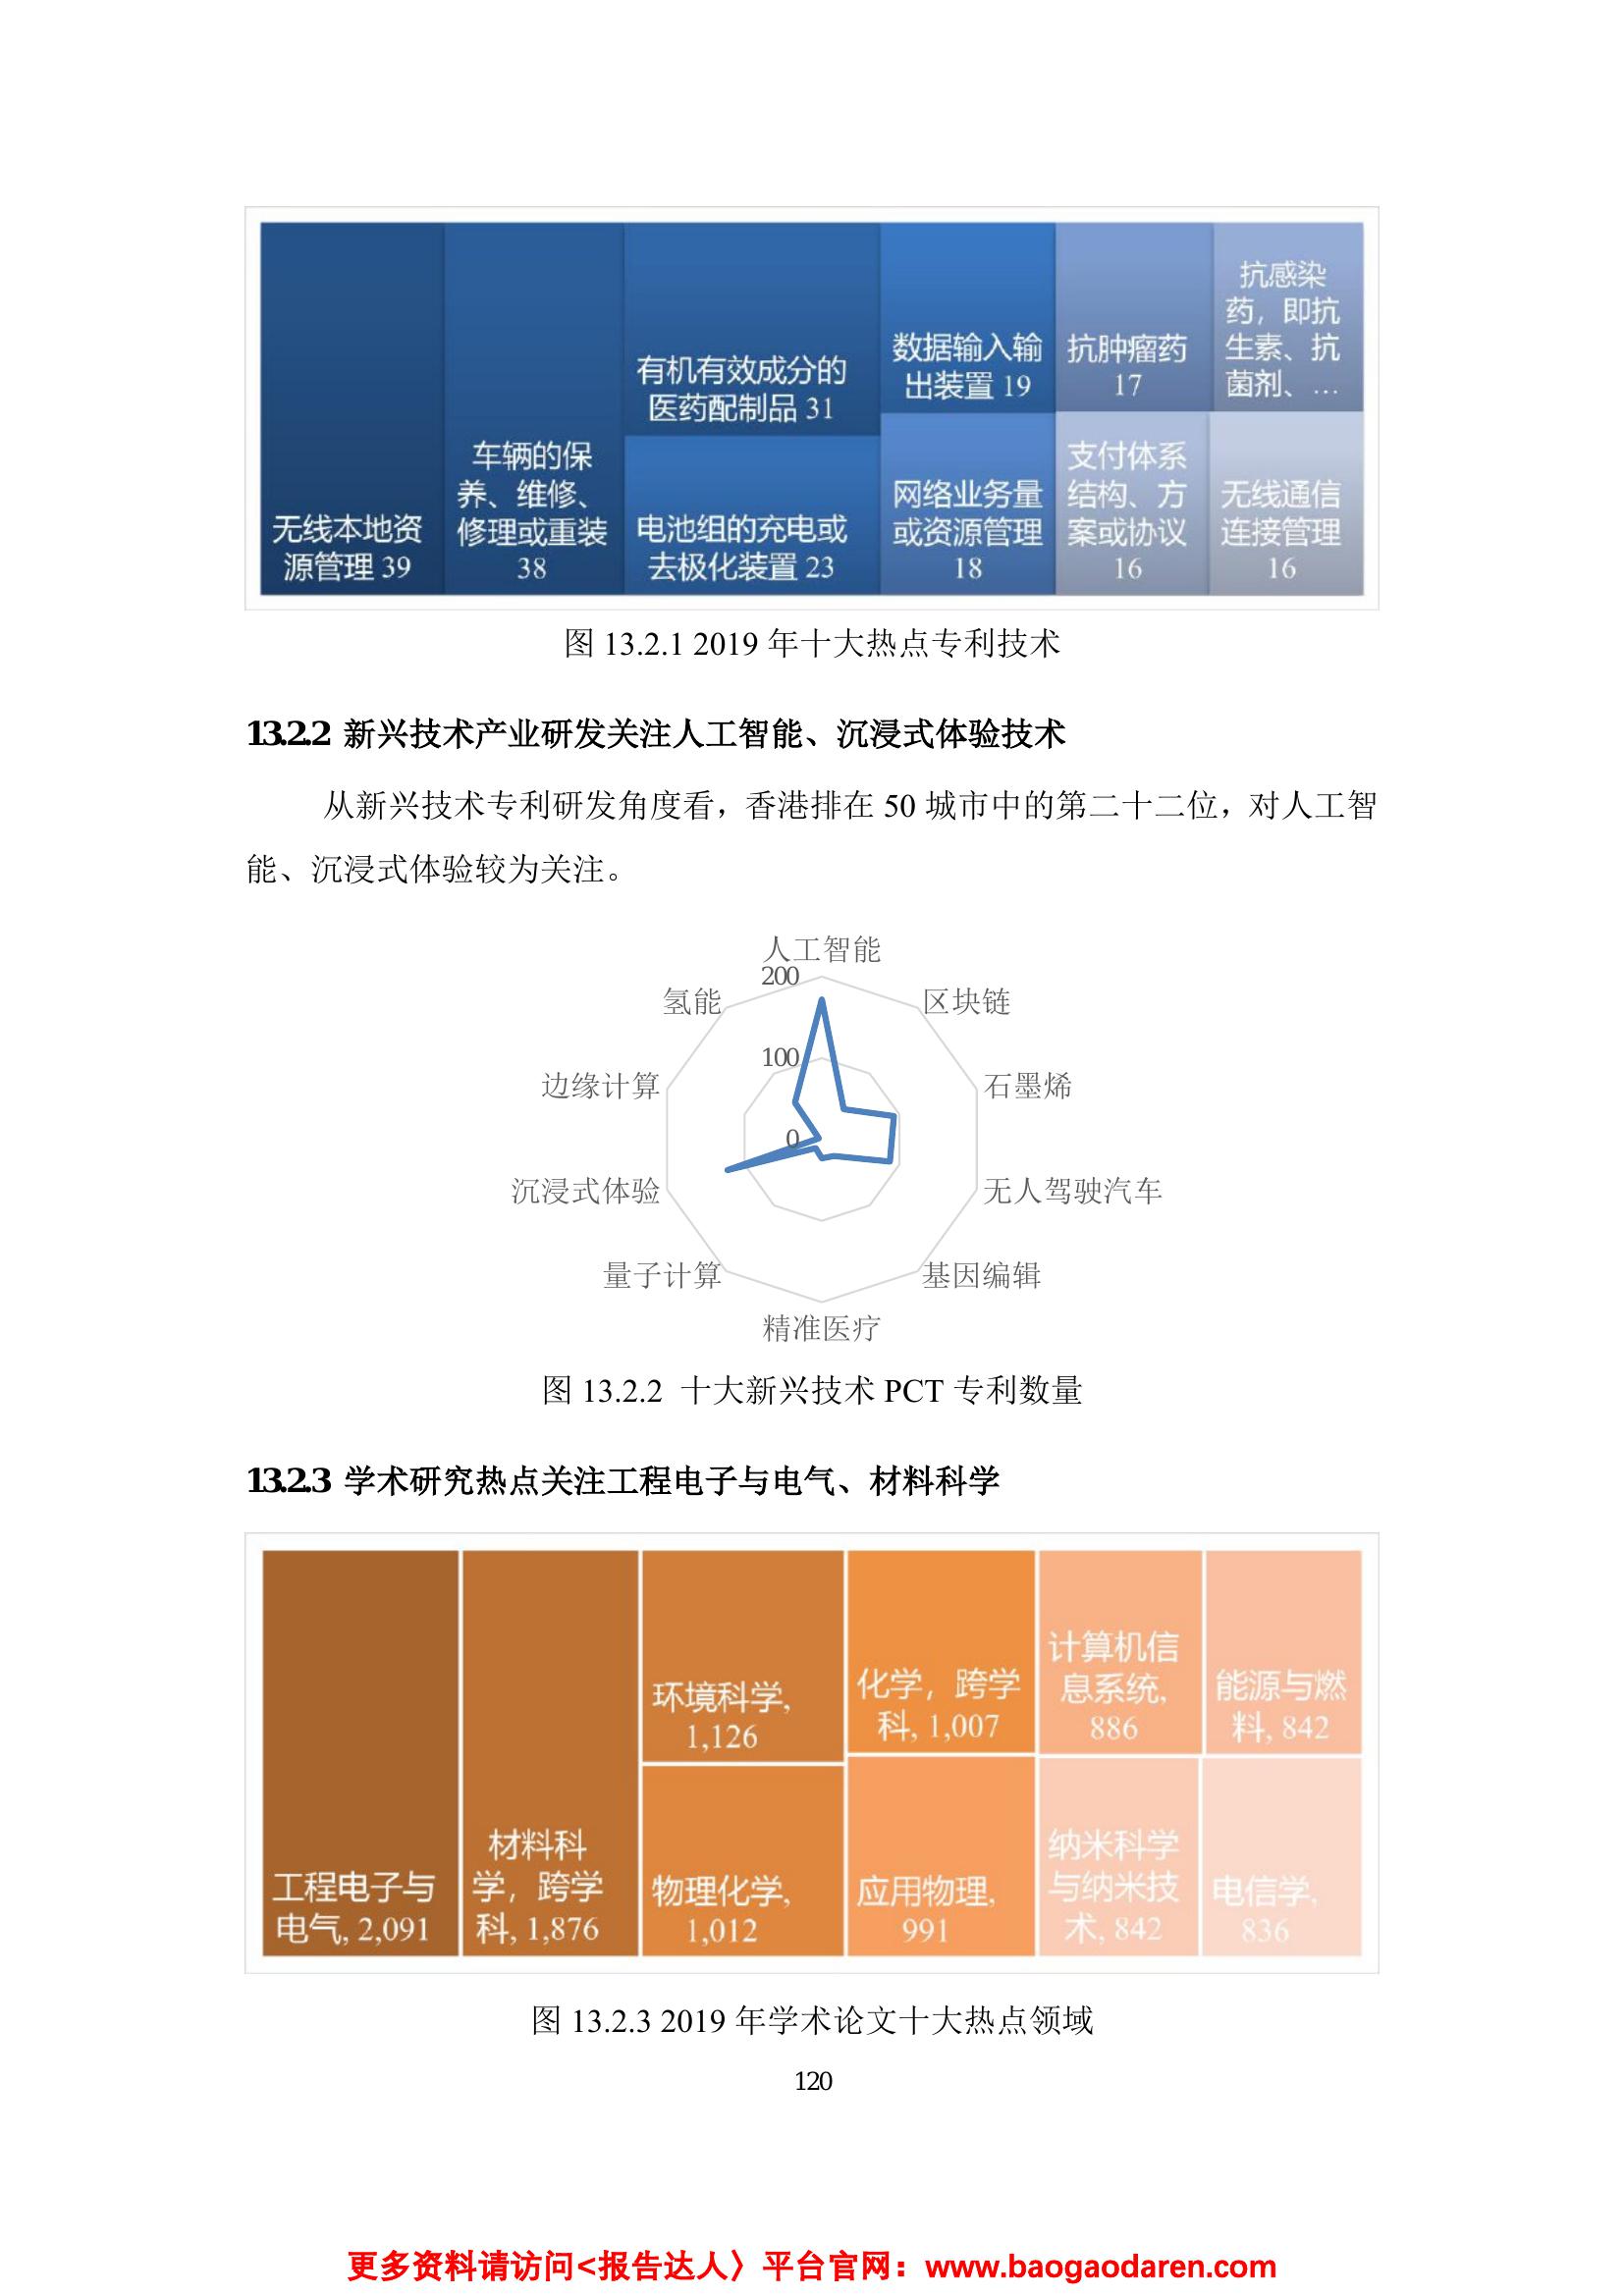 无线本地资
源管理 39
车辆的保
养、维修、
修理或重装
38
有机有效成分的
医药配制品 31
电池组的充电或
去极化装置 23
数据输入输
出装置 19
网络业务量
或资源管理
18
抗肿瘤药
17
抗感染
药，即抗
生素、抗
菌剂、…
支付体系
结构、方
案或协议
16
无线通信
连接管理
16
图 13.2.1 2019 年十大热点专利技术
13.2.2 新兴技术产业研发关注人工智能、沉浸式体验技术
从新兴技术专利研发角度看，香港排在 50 城市中的第二十二位，对人工智
能、沉浸式体验较为关注。
人工智能
200
氢能
区块链
100
边缘计算
石墨烯
0
沉浸式体验
无人驾驶汽车
量子计算
基因编辑
精准医疗
图 13.2.2 十大新兴技术 PCT 专利数量
13.2.3 学术研究热点关注工程电子与电气、材料科学
工程电子与
电气, 2,091
材料科
学，跨学
科, 1,876
环境科学,
1,126
物理化学,
1,012
化学，跨学
科, 1,007
应用物理,
991
计算机信
息系统,
886
能源与燃
料, 842
纳米科学
与纳米技
术, 842
电信学,
836
图 13.2.3 2019 年学术论文十大热点领域
120
更多资料请访问<报告达人〉平台官网：www.baogaodaren.com